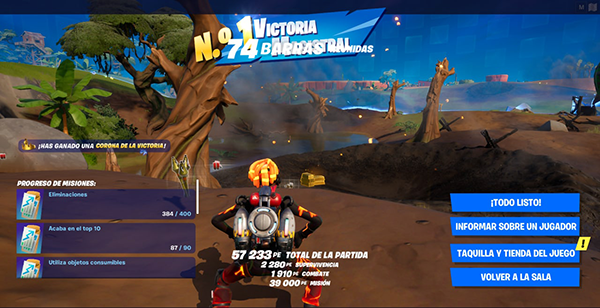 N.º 1 VICTORIA
MAGISTRAL
74 BARRAS REUNIDAS
M
¡HAS GANADO UNA CORONA DE LA VICTORIA!
PROGRESO DE MISIONES:
Eliminaciones
384 / 400
Acaba en el top 10
87 / 90
Utiliza objetos consumibles
57 233 PE TOTAL DE LA PARTIDA
2 280 PE SUPERVIVENCIA
1 910 PE COMBATE
39 000 PE MISIÓN
¡TODO LISTO!
INFORMAR SOBRE UN JUGADOR
TAQUILLA Y TIENDA DEL JUEGO
!
VOLVER A LA SALA